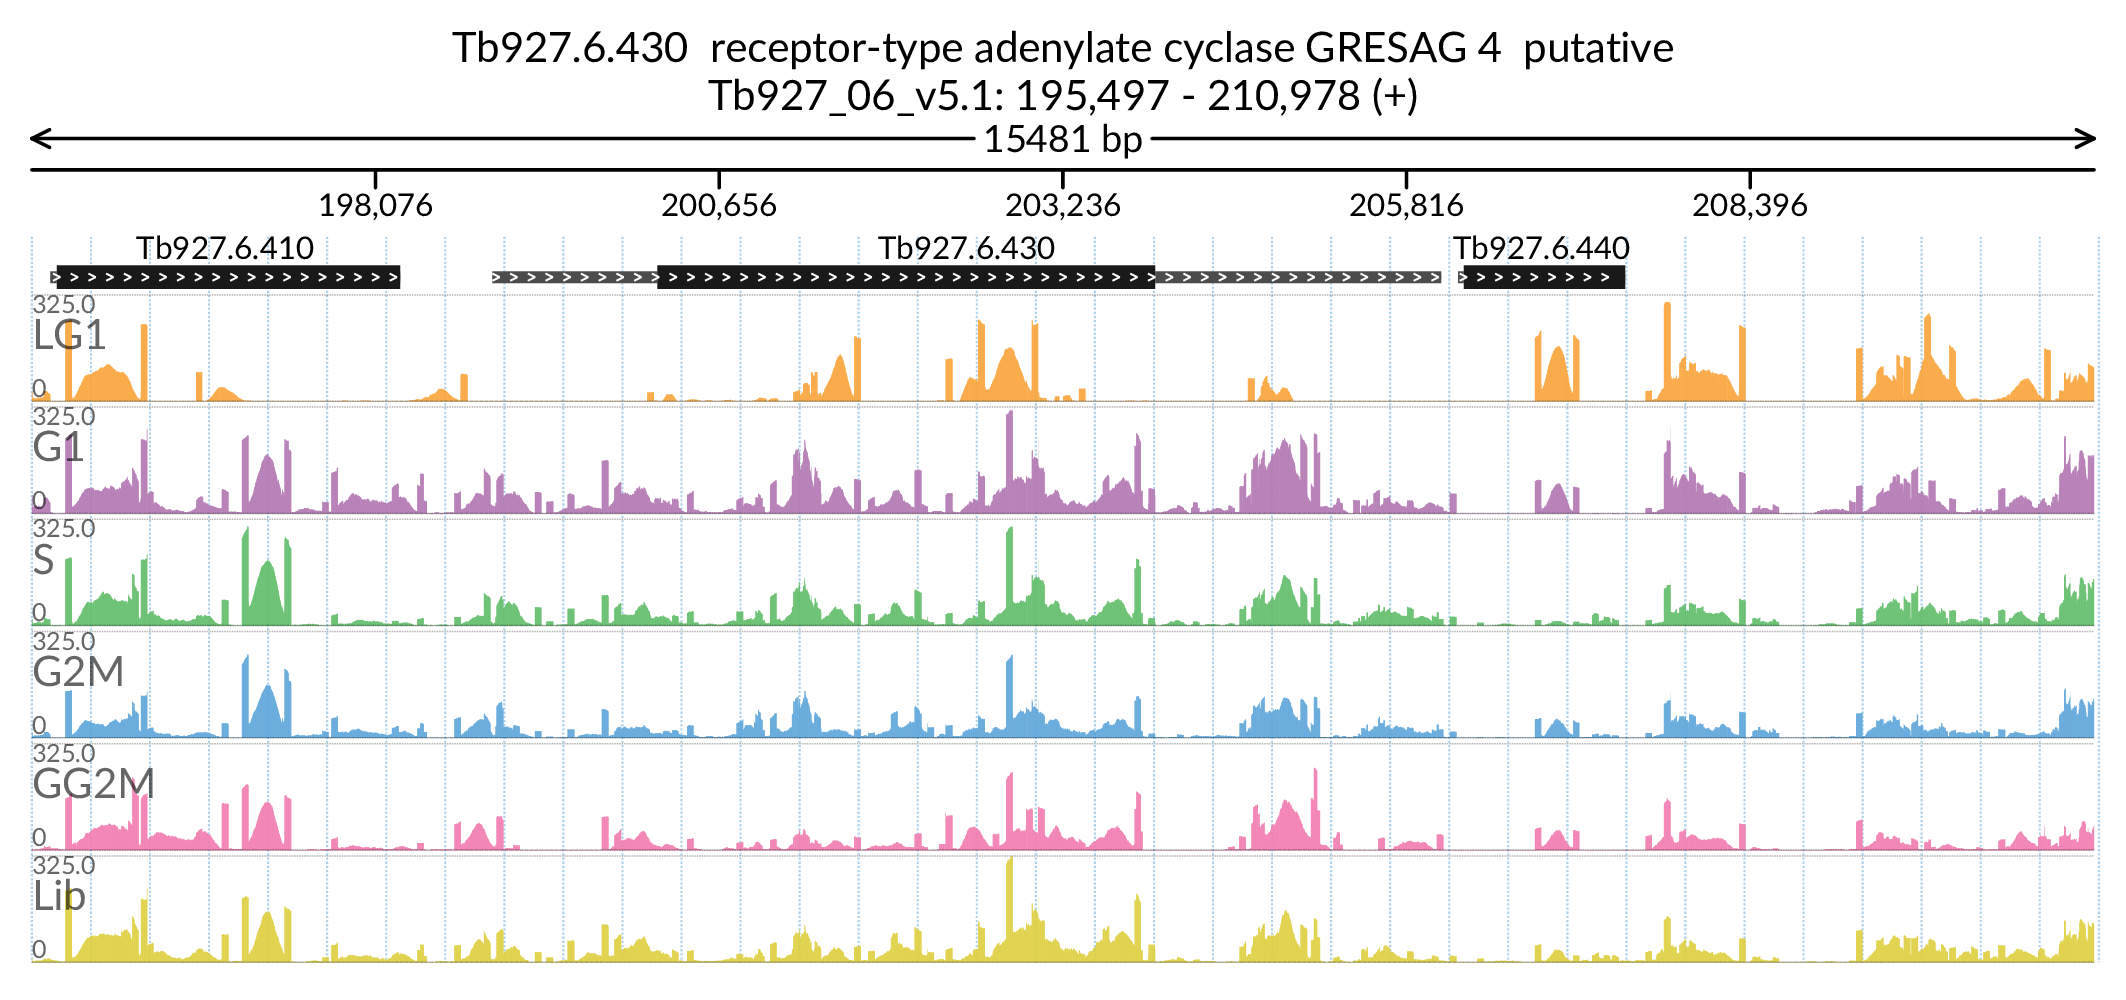 Tb927.6.430  receptor-type adenylate cyclase GRESAG 4  putative
Tb927_06_v5.1: 195,497 - 210,978 (+)
15481 bp
198,076 200,656 203,236 205,816 208,396
Tb927.6.410 Tb927.6.430 Tb927.6.440
325.0
LG1
0
325.0
G1
0
325.0
S
0
325.0
G2M
0
325.0
GG2M
0
325.0
Lib
0